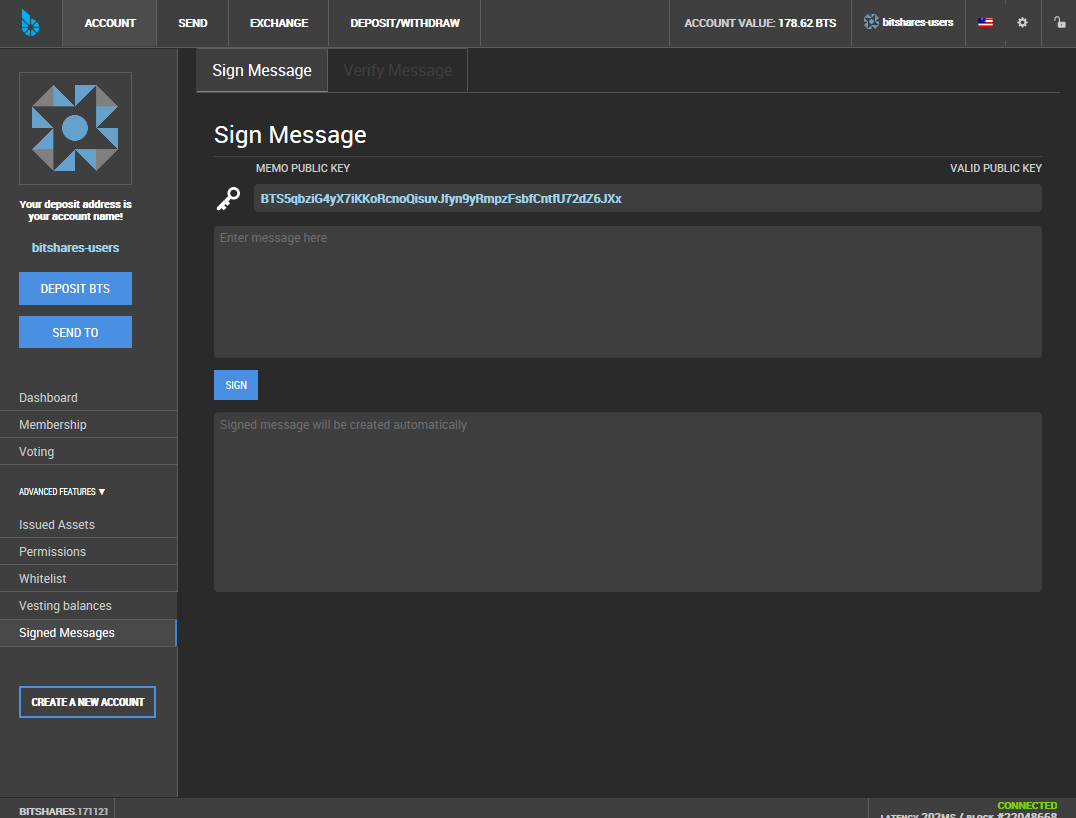 ACCOUNT
SEND
EXCHANGE
DEPOSIT/WITHDRAW
ACCOUNT VALUE: 178.62 BTS
bitshares-users
Sign Message
Verify Message
Your deposit address is
your account name!
bitshares-users
DEPOSIT BTS
SEND TO
Dashboard
Membership
Voting
ADVANCED FEATURES ▼
Issued Assets
Permissions
Whitelist
Vesting balances
Signed Messages
CREATE A NEW ACCOUNT
Sign Message
MEMO PUBLIC KEY
VALID PUBLIC KEY
BTS5qbziG4yX7iKKoRcnoQisuvJfyn9yRmpzFsbfCntfU72dZ6JXx
Enter message here
SIGN
Signed message will be created automatically
BITSHARES.171121
CONNECTED
LATENCY 202MS / BLOCK #22048668